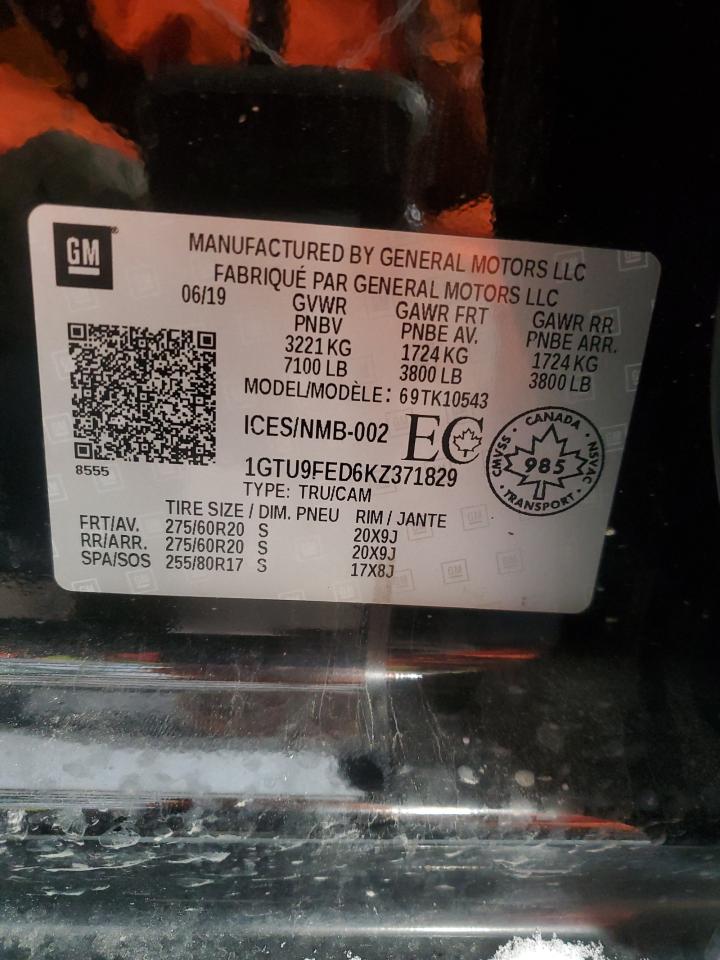 GM
MANUFACTURED BY GENERAL MOTORS LLC
FABRIQUÉ PAR GENERAL MOTORS LLC
06/19
GVWR GAWR FRT GAWR RR
PNBV PNBE AV. PNBE ARR.
3221 KG 1724 KG 1724 KG
7100 LB 3800 LB 3800 LB
MODEL/MODÈLE: 69TK10543
ICES/NMB-002 EC
8555
1GTU9FED6KZ371829
TYPE: TRU/CAM
CANADA
CMVSS 985 NSVAC
TRANSPORT
TIRE SIZE / DIM. PNEU RIM / JANTE
FRT/AV. 275/60R20 S 20X9J
RR/ARR. 275/60R20 S 20X9J
SPA/SOS 255/80R17 S 17X8J